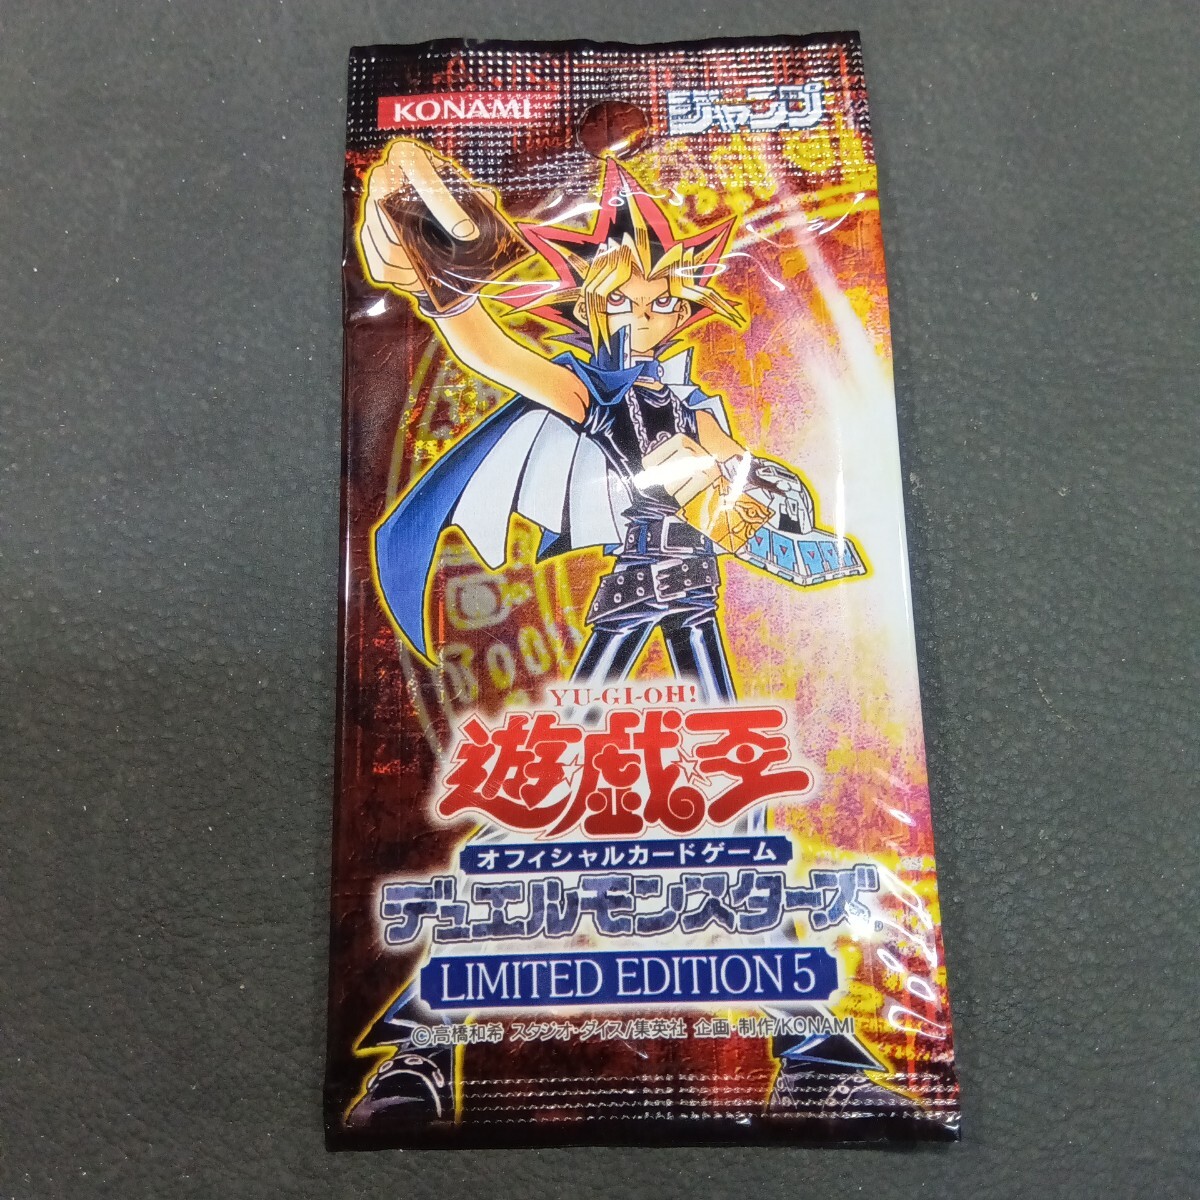 KONAMI
ジャンプ
YU-GI-OH!
遊☆戯☆王
オフィシャルカードゲーム
デュエルモンスターズ®
LIMITED EDITION 5
©高橋和希 スタジオ・ダイス/集英社 企画・制作/KONAMI